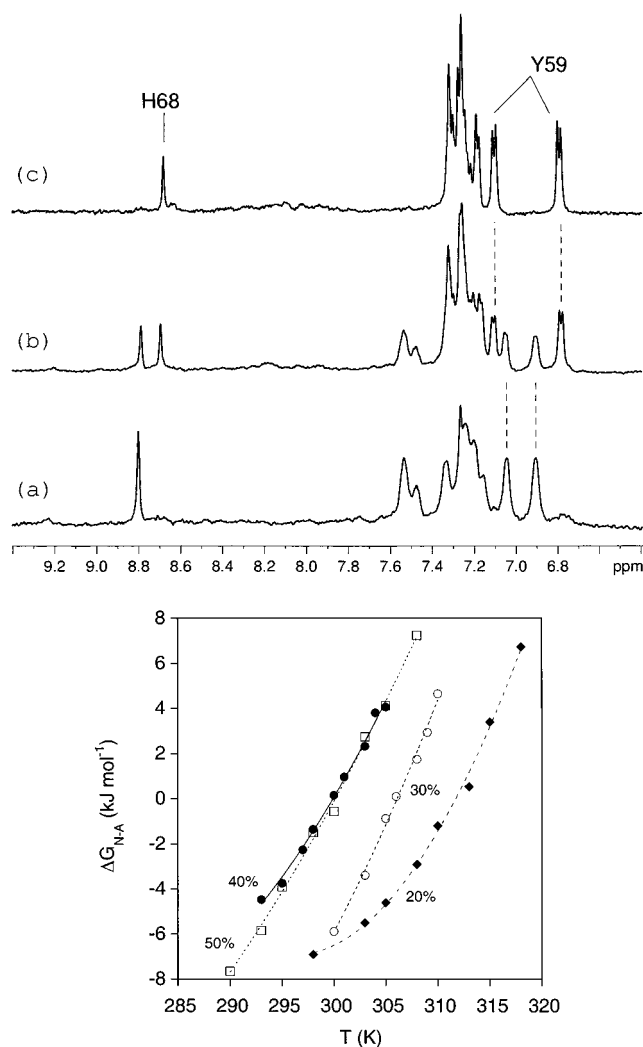 Y59
H68
(c)
(b)
(a)
9.2 9.0 8.8 8.6 8.4 8.2 8.0 7.8 7.6 7.4 7.2 7.0 6.8 ppm
8
6
4
2
0
-2
-4
-6
-8
ΔG_{N-A} (kJ mol⁻¹)
30%
40%
20%
50%
285 290 295 300 305 310 315 320
T (K)